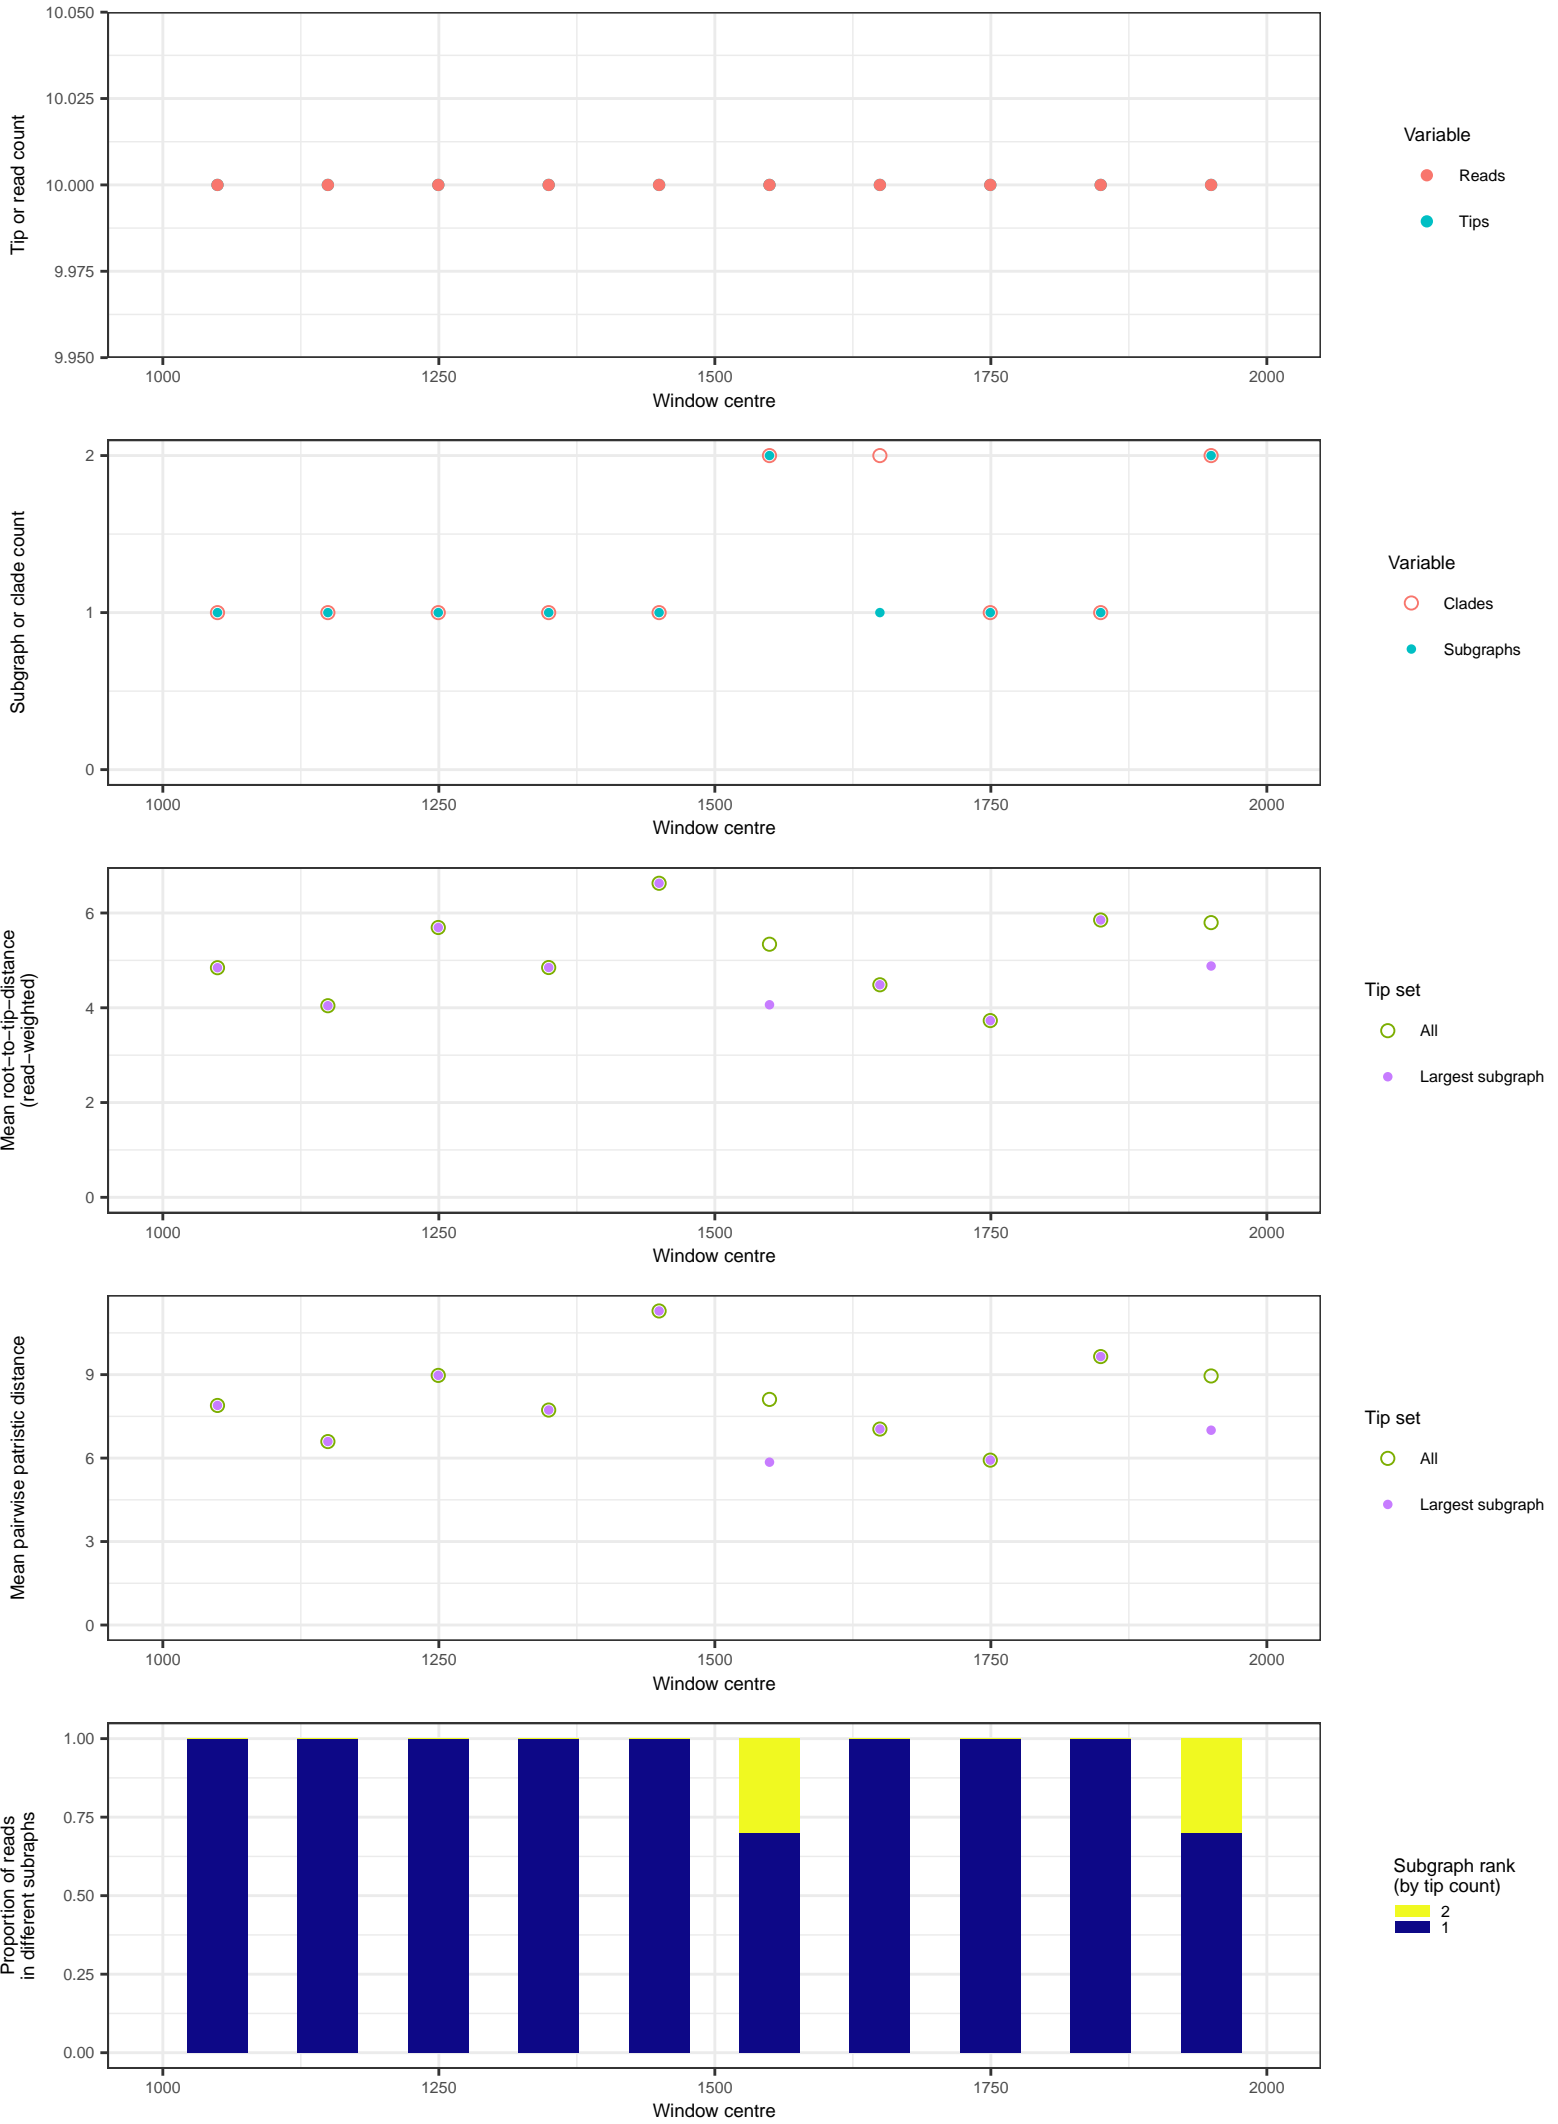 10.050
10.025
10.000
9.975
9.950
Tip or read count
1000
1250
1500
1750
2000
Window centre
Variable
Reads
Tips
2
1
0
Subgraph or clade count
1000
1250
1500
1750
2000
Window centre
Variable
Clades
Subgraphs
6
4
2
0
Mean root−to−tip−distance
(read−weighted)
1000
1250
1500
1750
2000
Window centre
Tip set
All
Largest subgraph
9
6
3
0
Mean pairwise patristic distance
1000
1250
1500
1750
2000
Window centre
Tip set
All
Largest subgraph
1.00
0.75
0.50
0.25
0.00
Proportion of reads
in different subraphs
1000
1250
1500
1750
2000
Window centre
Subgraph rank
(by tip count)
2
1